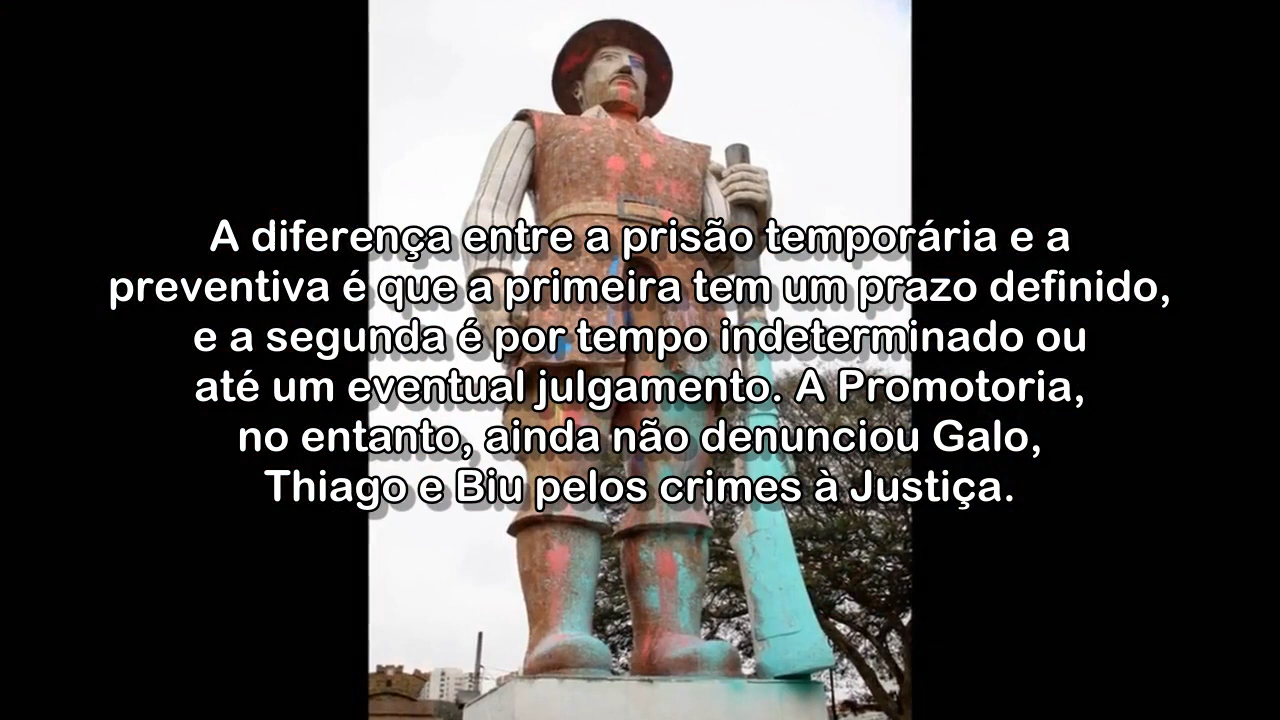 A diferença entre a prisão temporária e a
preventiva é que a primeira tem um prazo definido,
e a segunda é por tempo indeterminado ou
até um eventual julgamento. A Promotoria,
no entanto, ainda não denunciou Galo,
Thiago e Biu pelos crimes à Justiça.